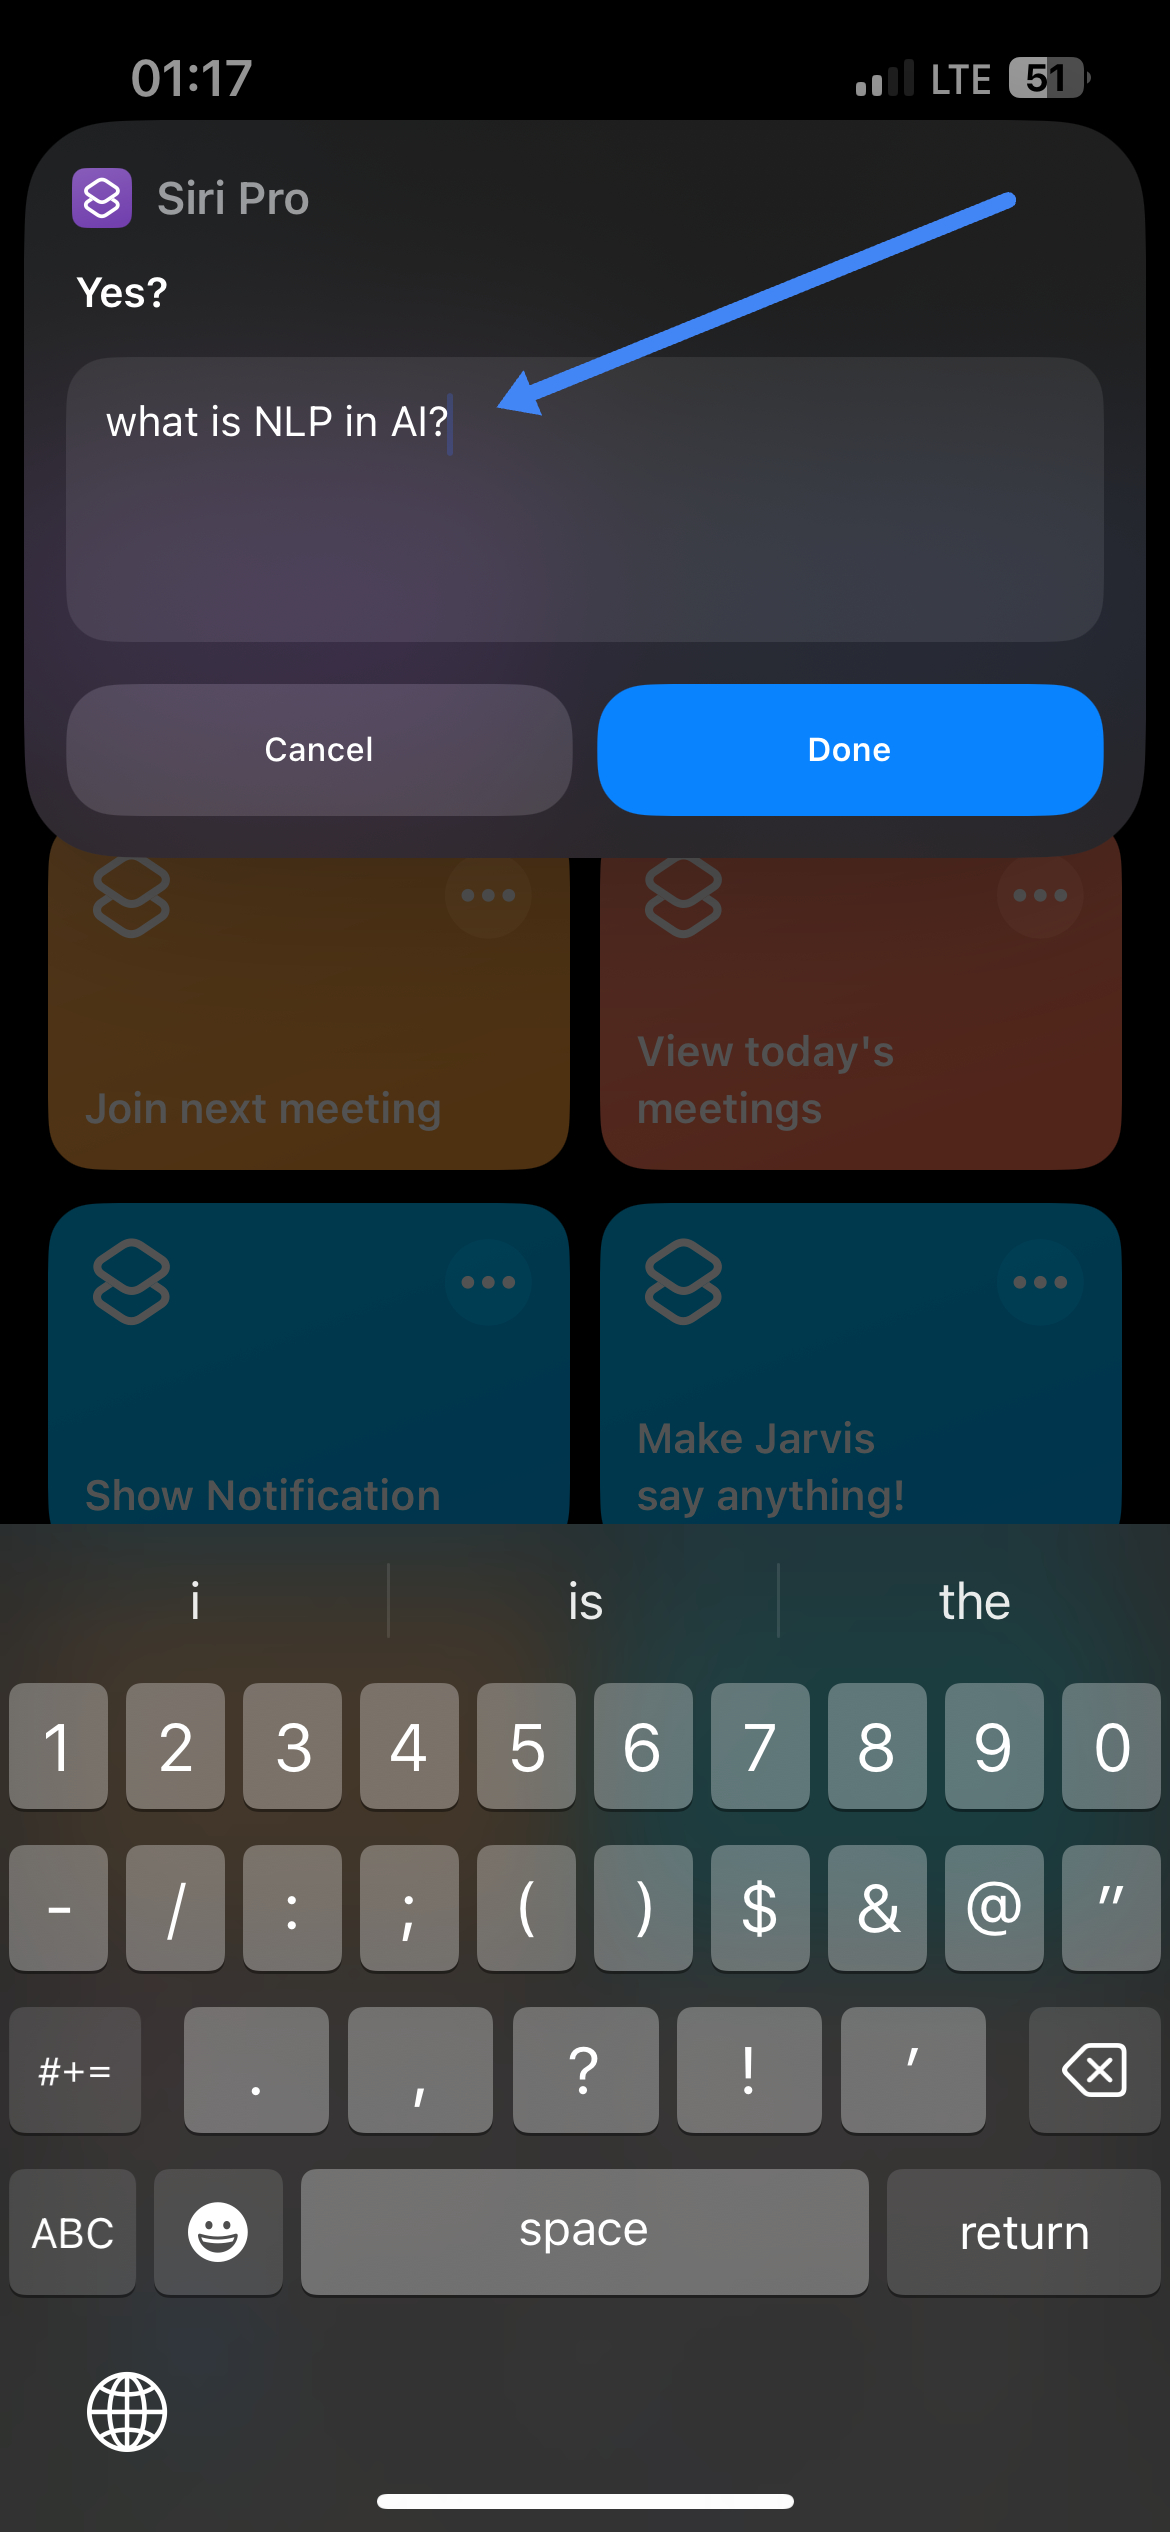 01:17
LTE 51
Siri Pro
Yes?
what is NLP in AI?
Cancel
Done
Join next meeting
View today's
meetings
Show Notification
Make Jarvis
say anything!
i is the
1 2 3 4 5 6 7 8 9 0
- / : ; ( ) $ & @ "
#+= . , ? ! '
ABC space return